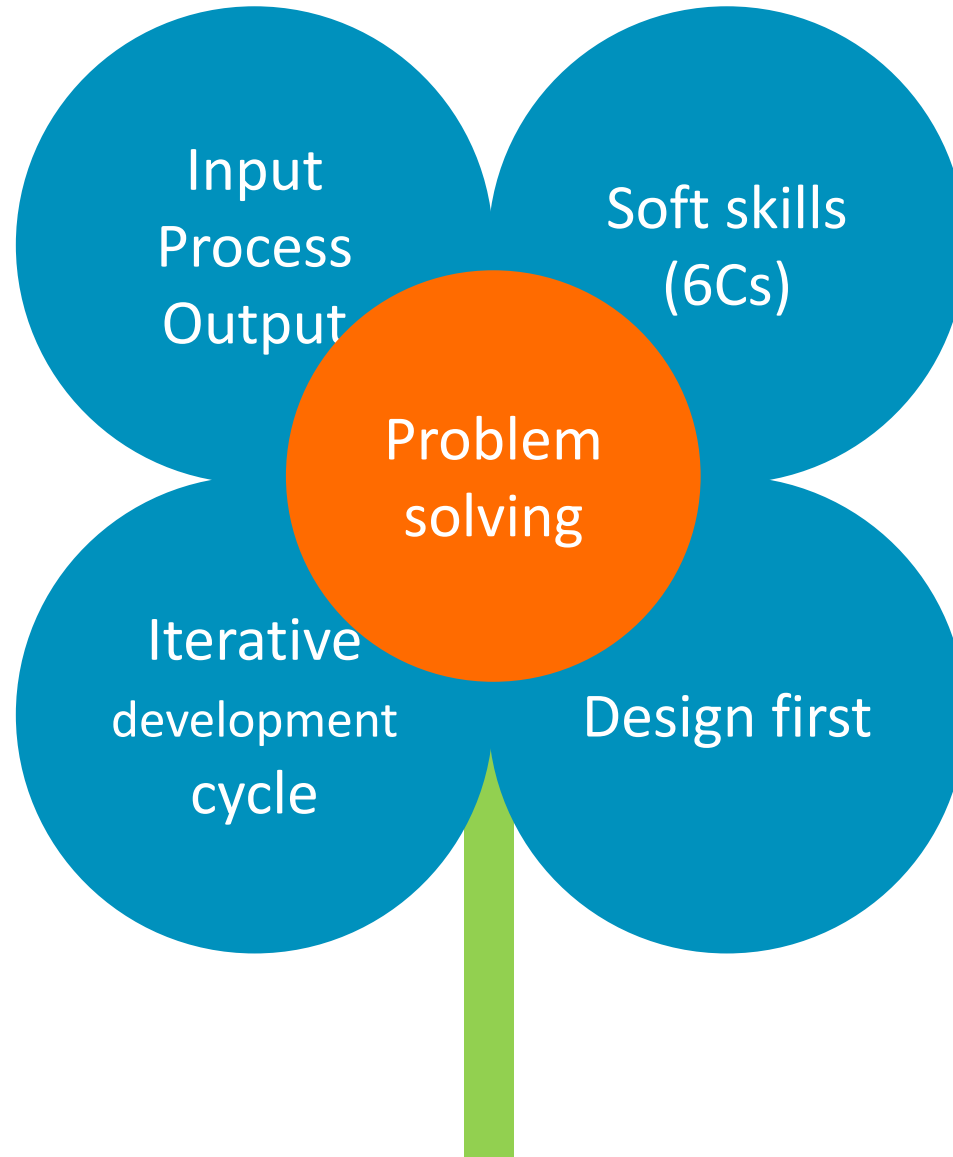 Input
Process
Output
Soft skills
(6Cs)
Problem
solving
Iterative
development
cycle
Design first